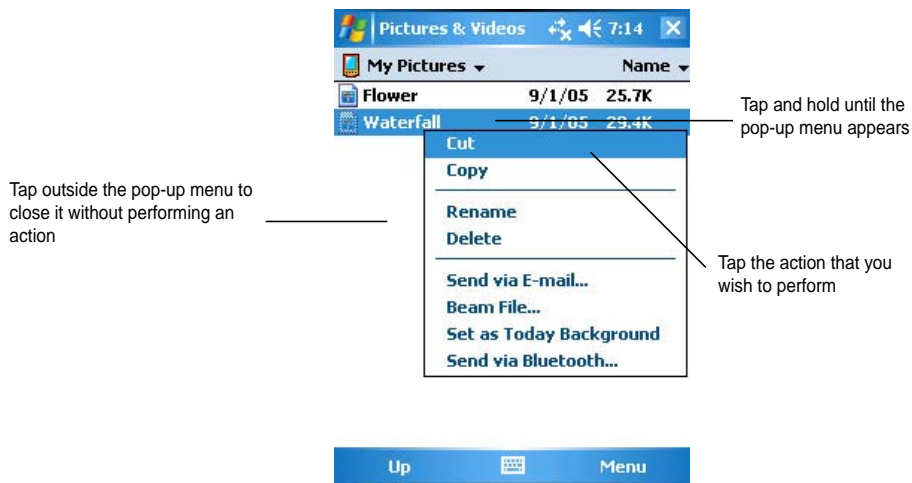 Pictures & Videos 7:14
My Pictures Name
Flower 9/1/05 25.7K
Waterfall 9/1/05 29.4K
Cut
Copy
Rename
Delete
Send via E-mail...
Beam File...
Set as Today Background
Send via Bluetooth...
Up Menu
Tap and hold until the
pop-up menu appears
Tap outside the pop-up menu to
close it without performing an
action
Tap the action that you
wish to perform